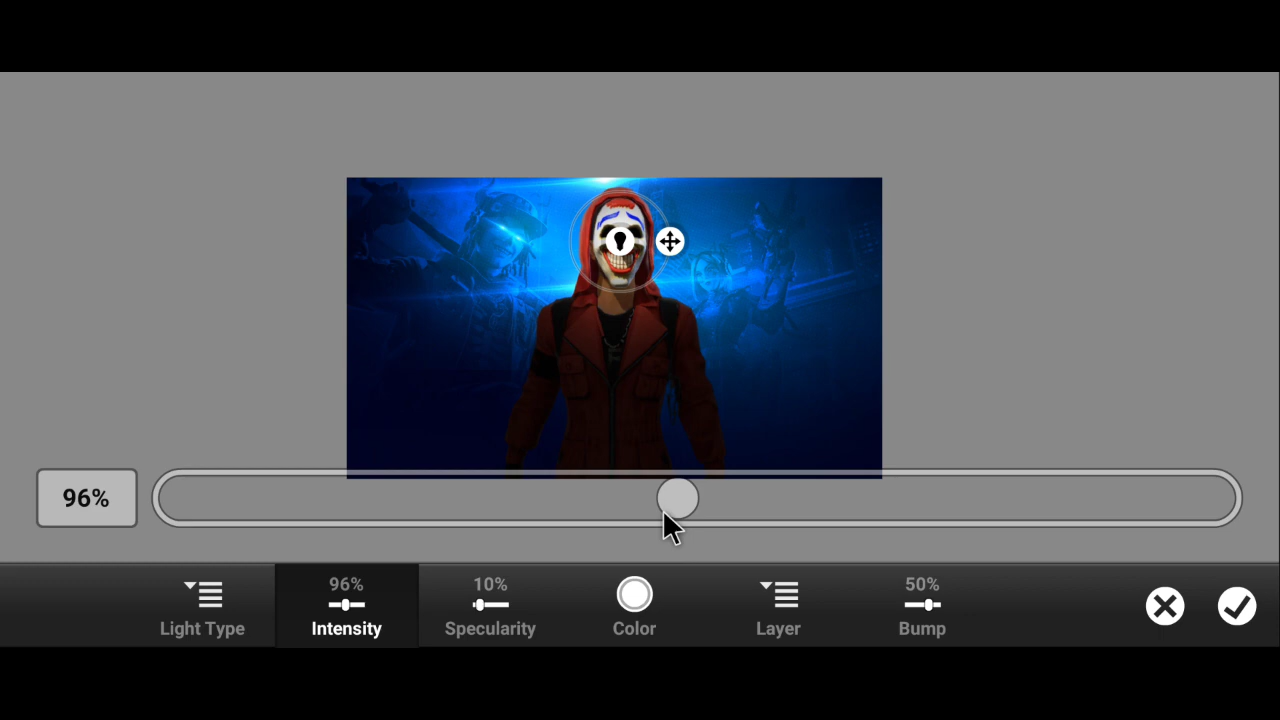 96%
96%
10%
50%
Light Type
Intensity
Specularity
Color
Layer
Bump